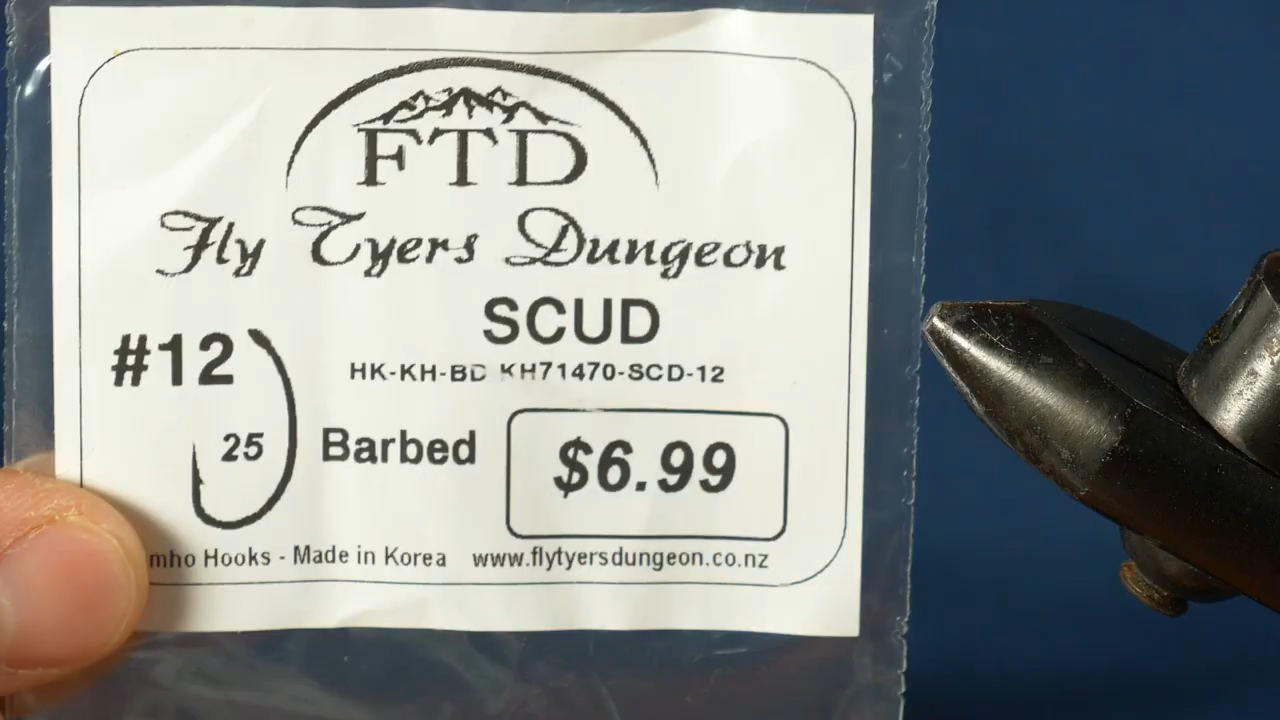 FTD
Fly Tyers Dungeon
SCUD
#12
HK-KH-BD KH71470-SCD-12
25
Barbed
$6.99
Hooks - Made in Korea www.flytyersdungeon.co.nz